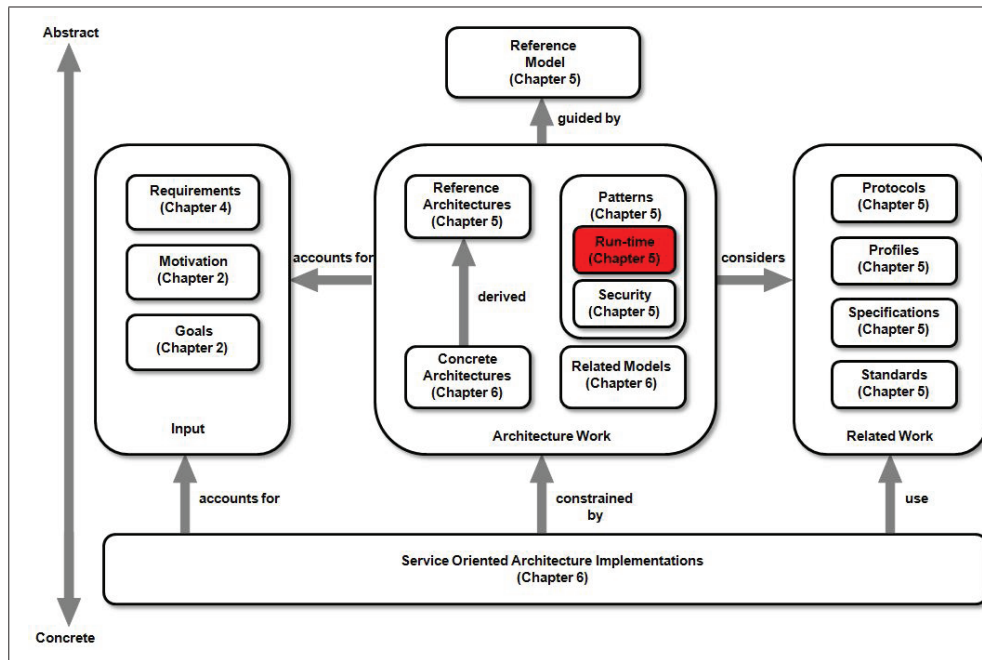 Abstract
Reference
Model
(Chapter 5)
guided by
Requirements
(Chapter 4)
Motivation
(Chapter 2)
Goals
(Chapter 2)
Input
accounts for
Reference
Architectures
(Chapter 5)
derived
Concrete
Architectures
(Chapter 6)
Patterns
(Chapter 5)
Run-time
(Chapter 5)
Security
(Chapter 5)
Related Models
(Chapter 6)
Architecture Work
considers
Protocols
(Chapter 5)
Profiles
(Chapter 5)
Specifications
(Chapter 5)
Standards
(Chapter 5)
Related Work
accounts for
constrained
by
use
Service Oriented Architecture Implementations
(Chapter 6)
Concrete